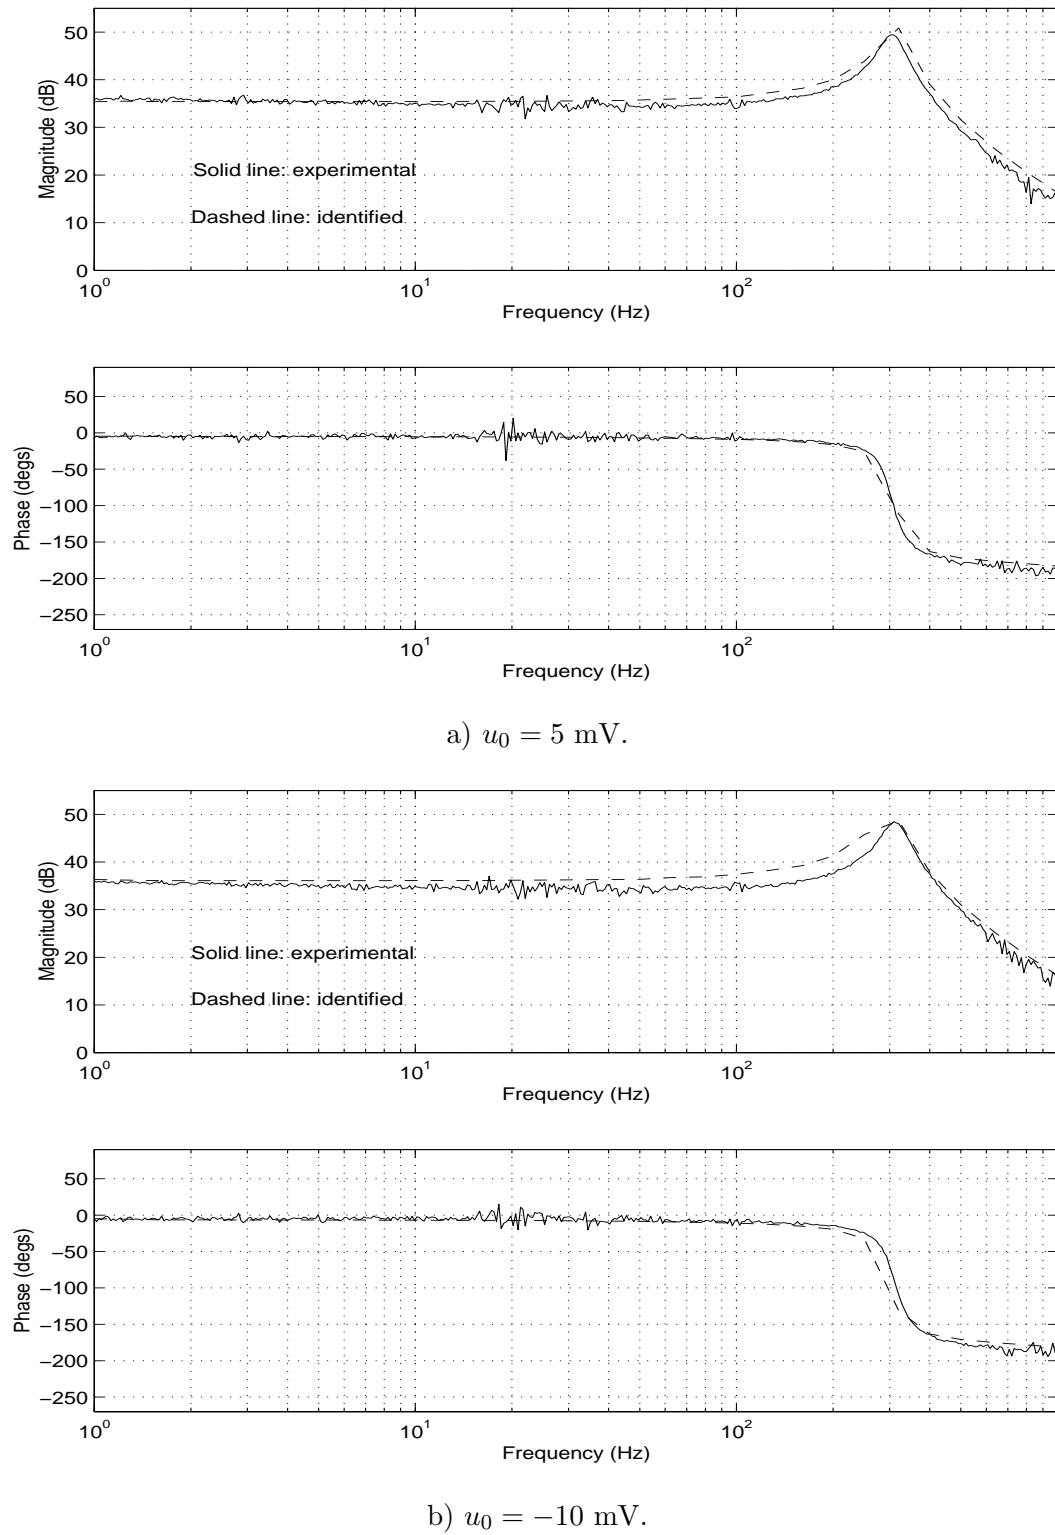 50
40
30
20
10
0
Magnitude (dB)
Solid line: experimental
Dashed line: identified
10^0
10^1
10^2
Frequency (Hz)
50
0
−50
−100
−150
−200
−250
Phase (degs)
10^0
10^1
10^2
Frequency (Hz)
a) u_0 = 5 mV.
50
40
30
20
10
0
Magnitude (dB)
Solid line: experimental
Dashed line: identified
10^0
10^1
10^2
Frequency (Hz)
50
0
−50
−100
−150
−200
−250
Phase (degs)
10^0
10^1
10^2
Frequency (Hz)
b) u_0 = −10 mV.